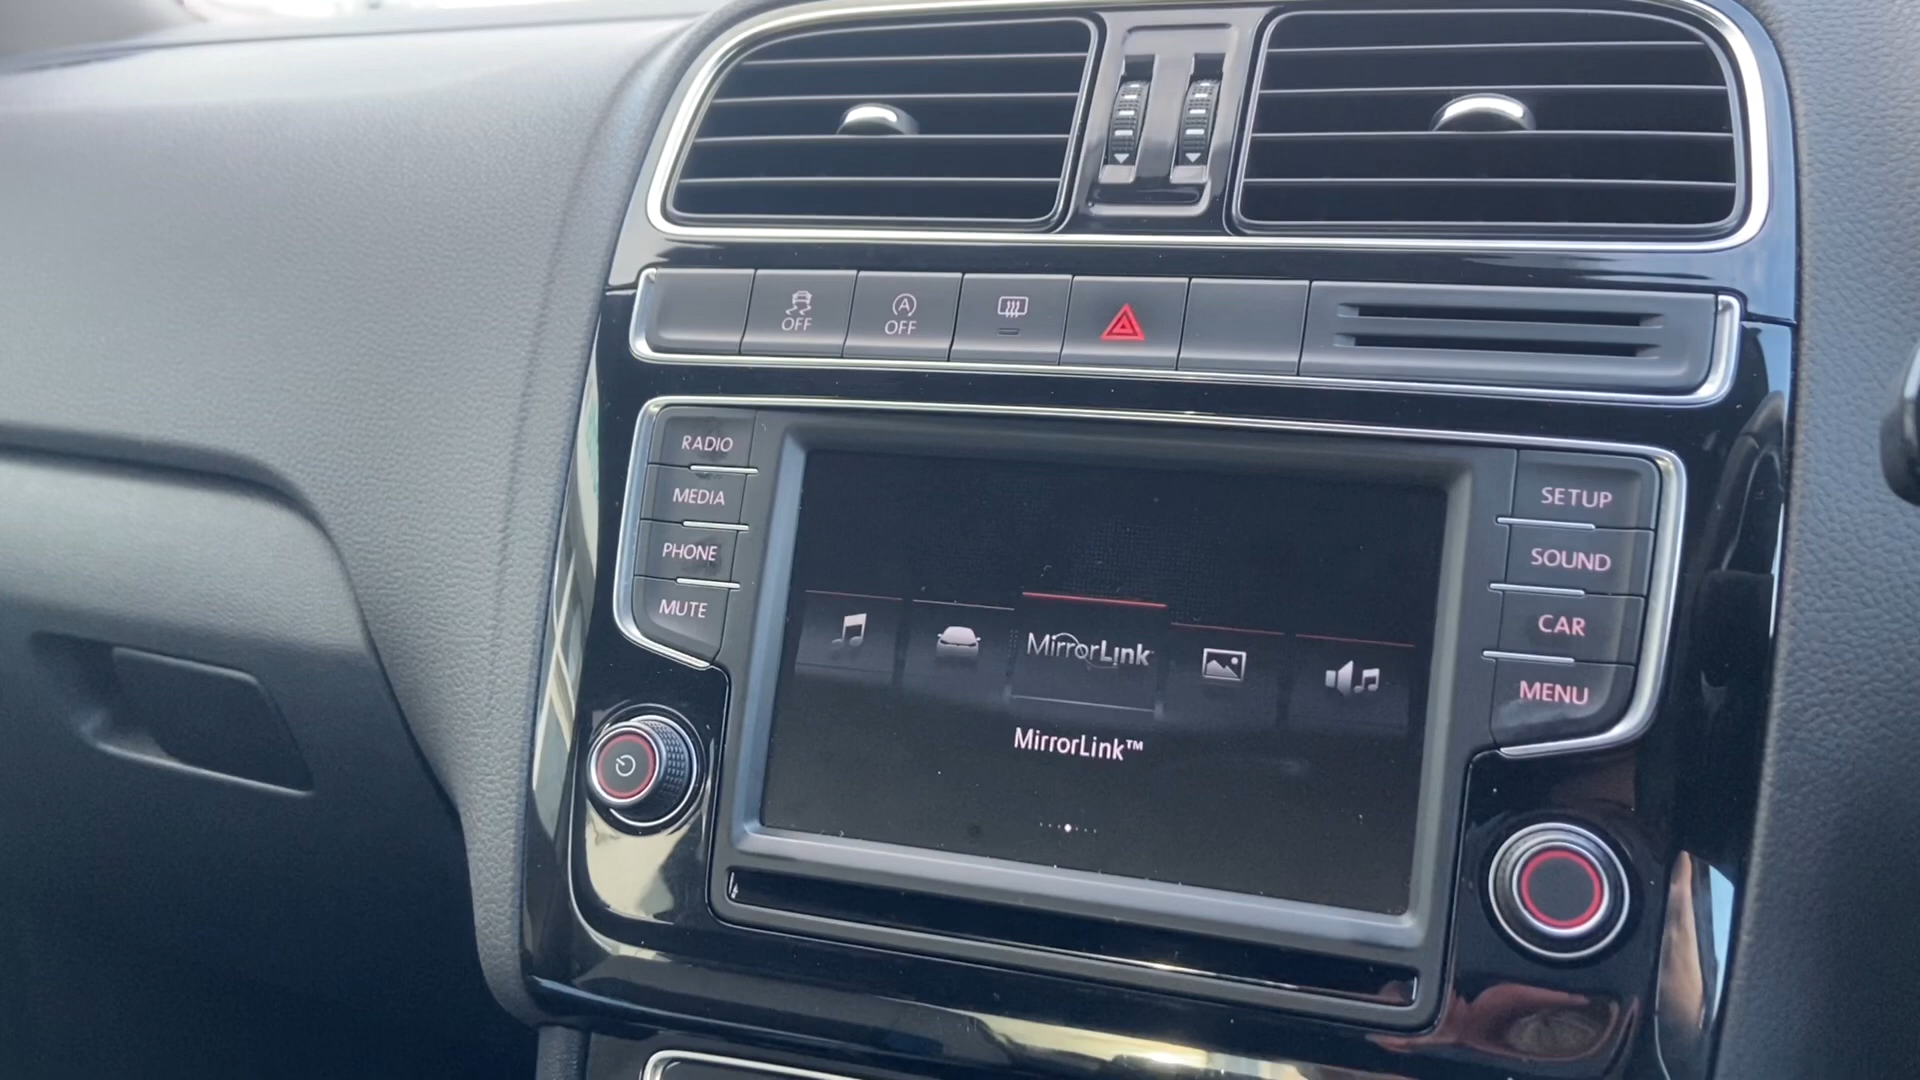 OFF
A
OFF
RADIO
MEDIA
PHONE
MUTE
SETUP
SOUND
CAR
MENU
MirrorLink
MirrorLink™